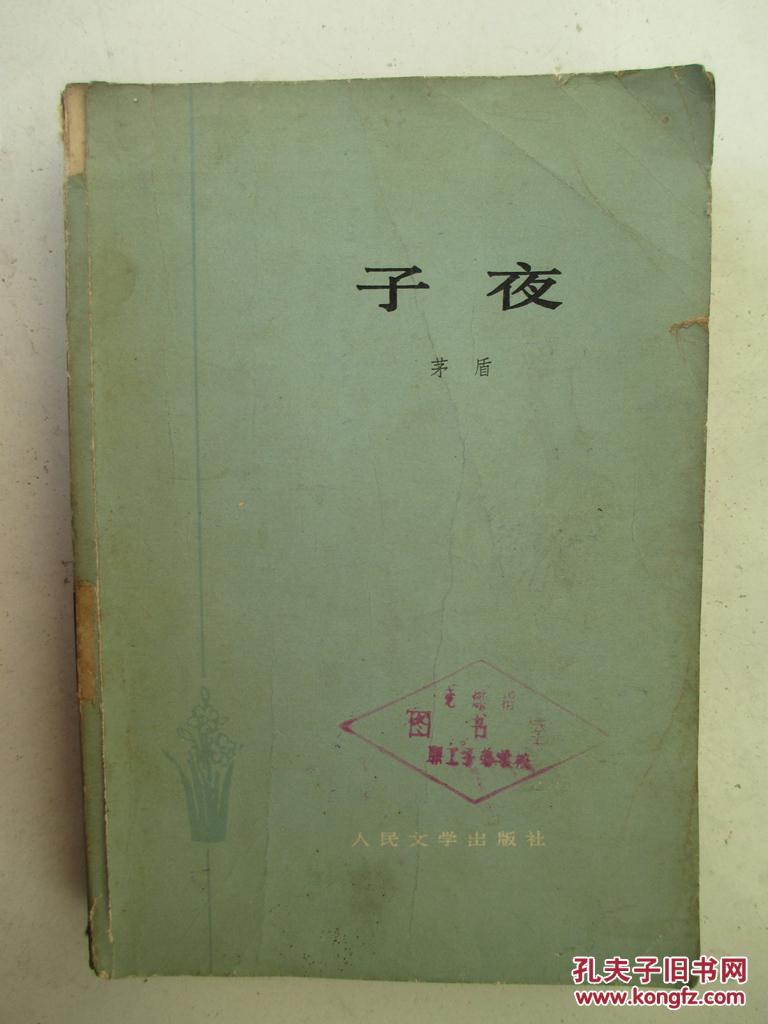 子夜
茅盾
图书
人民文学出版社
孔夫子旧书网
www.kongfz.com